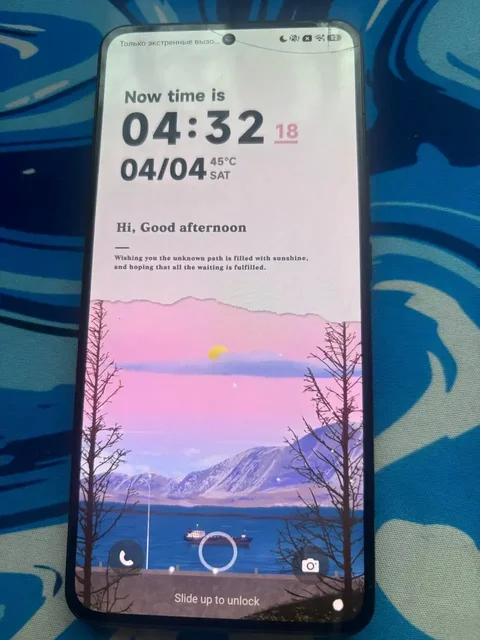 Только экстренные вызо...
Now time is
04:32 18
04/04 45°C
SAT
Hi, Good afternoon
Wishing you the unknown path is filled with sunshine,
and hoping that all the waiting is fulfilled.
Slide up to unlock